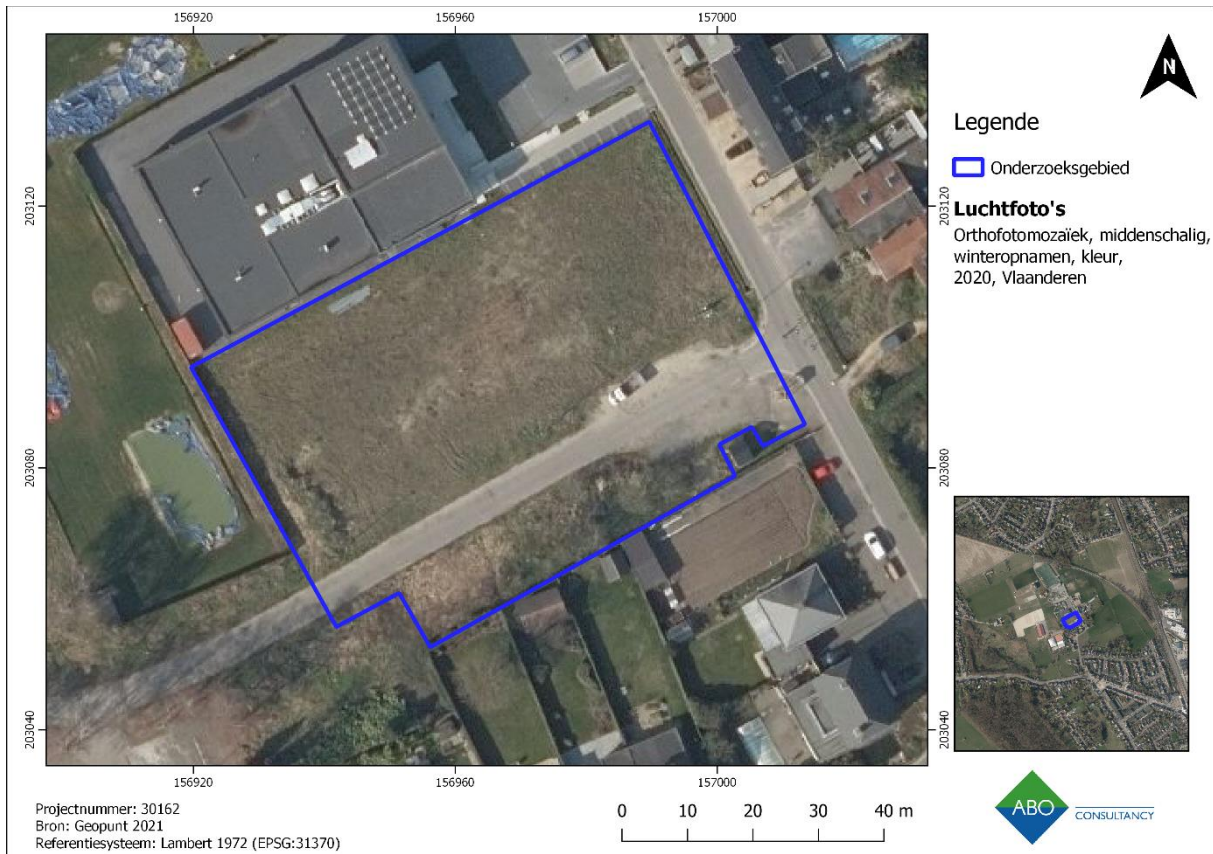 156920
156960
157000
N
Legende
Onderzoeksgebied
Luchtfoto's
Orthofotomozaïek, middenschalig,
winteropnamen, kleur,
2020, Vlaanderen
203120
203120
203080
203080
203040
203040
156920
156960
157000
Projectnummer: 30162
Bron: Geopunt 2021
Referentiesysteem: Lambert 1972 (EPSG:31370)
0 10 20 30 40 m
ABO CONSULTANCY